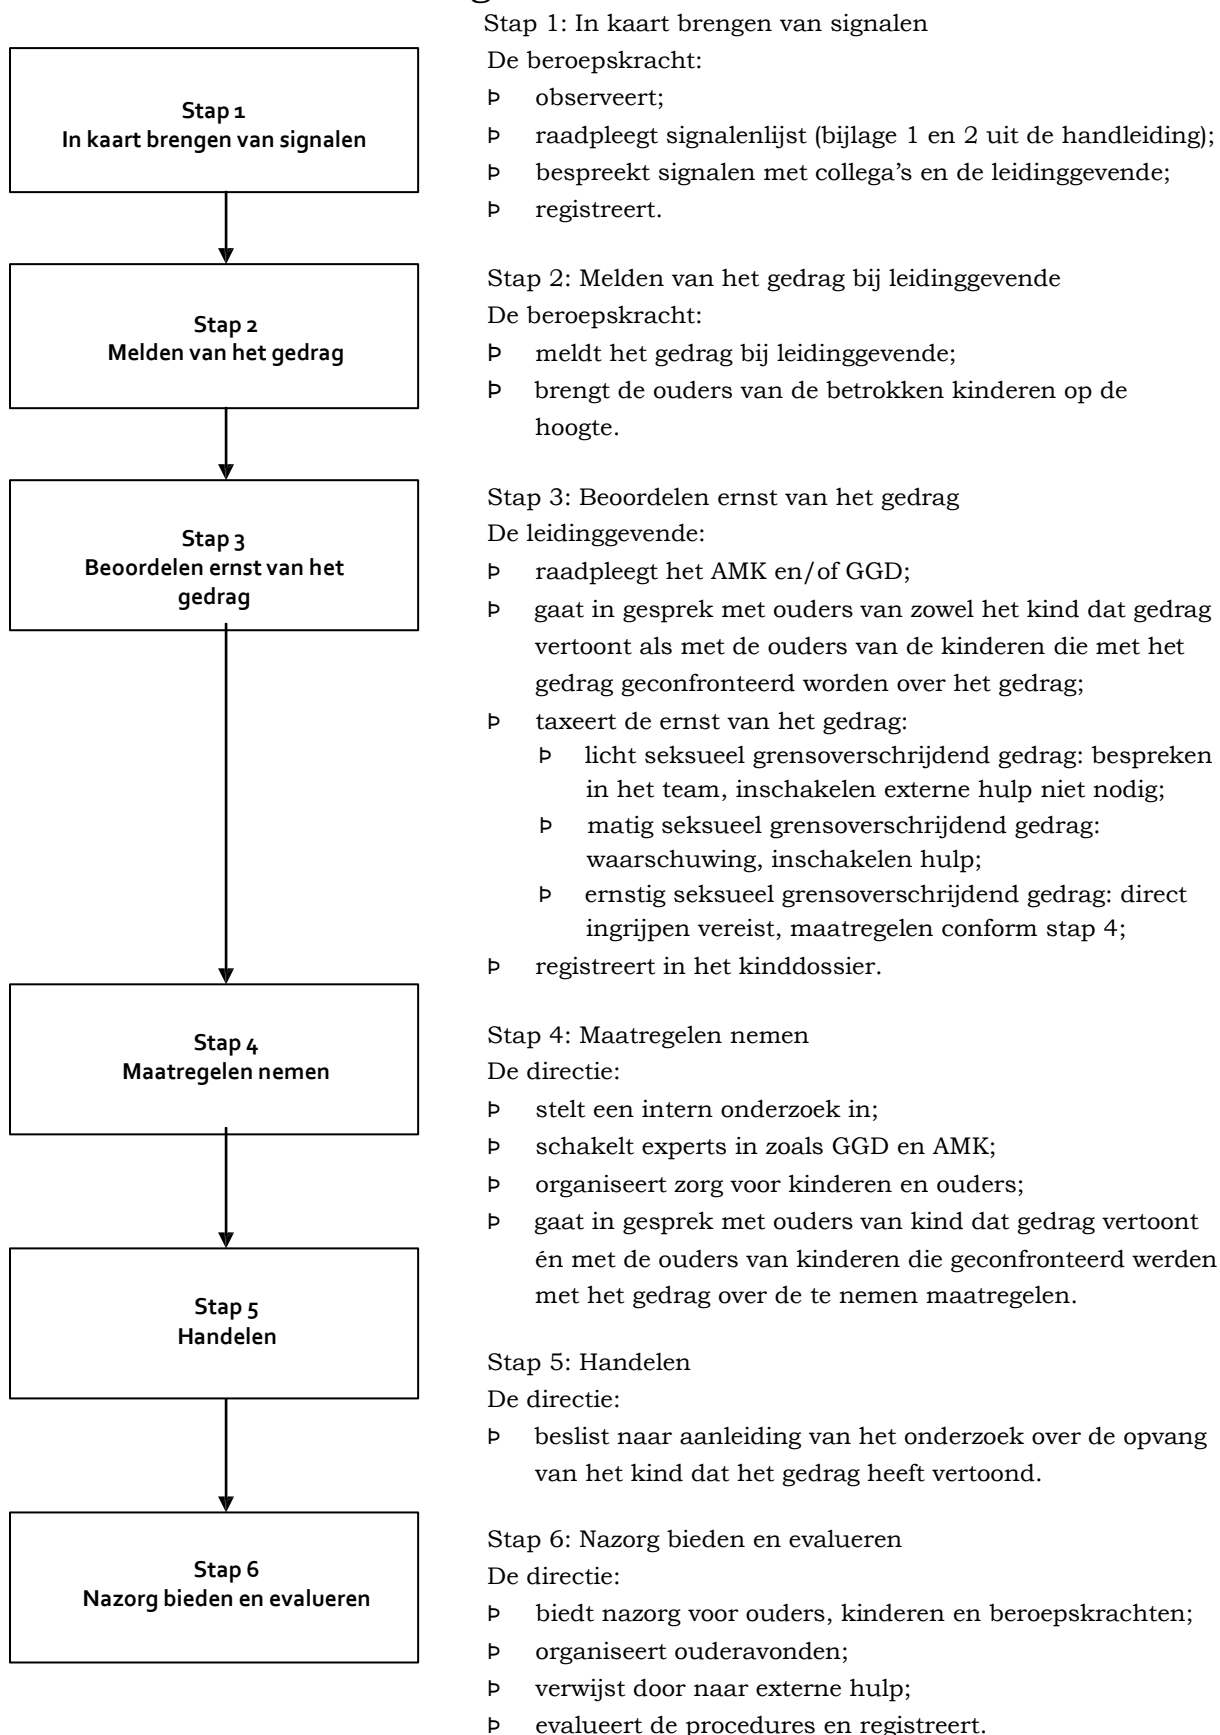 Stap 1
In kaart brengen van signalen
Stap 2
Melden van het gedrag
Stap 3
Beoordelen ernst van het
gedrag
Stap 4
Maatregelen nemen
Stap 5
Handelen
Stap 6
Nazorg bieden en evalueren
Stap 1: In kaart brengen van signalen
De beroepskracht:
Þ observeert;
Þ raadpleegt signalenlijst (bijlage 1 en 2 uit de handleiding);
Þ bespreekt signalen met collega’s en de leidinggevende;
Þ registreert.
Stap 2: Melden van het gedrag bij leidinggevende
De beroepskracht:
Þ meldt het gedrag bij leidinggevende;
Þ brengt de ouders van de betrokken kinderen op de
hoogte.
Stap 3: Beoordelen ernst van het gedrag
De leidinggevende:
Þ raadpleegt het AMK en/of GGD;
Þ gaat in gesprek met ouders van zowel het kind dat gedrag
vertoont als met de ouders van de kinderen die met het
gedrag geconfronteerd worden over het gedrag;
Þ taxeert de ernst van het gedrag:
Þ licht seksueel grensoverschrijdend gedrag: bespreken
in het team, inschakelen externe hulp niet nodig;
Þ matig seksueel grensoverschrijdend gedrag:
waarschuwing, inschakelen hulp;
Þ ernstig seksueel grensoverschrijdend gedrag: direct
ingrijpen vereist, maatregelen conform stap 4;
Þ registreert in het kinddossier.
Stap 4: Maatregelen nemen
De directie:
Þ stelt een intern onderzoek in;
Þ schakelt experts in zoals GGD en AMK;
Þ organiseert zorg voor kinderen en ouders;
Þ gaat in gesprek met ouders van kind dat gedrag vertoont
én met de ouders van kinderen die geconfronteerd werden
met het gedrag over de te nemen maatregelen.
Stap 5: Handelen
De directie:
Þ beslist naar aanleiding van het onderzoek over de opvang
van het kind dat het gedrag heeft vertoond.
Stap 6: Nazorg bieden en evalueren
De directie:
Þ biedt nazorg voor ouders, kinderen en beroepskrachten;
Þ organiseert ouderavonden;
Þ verwijst door naar externe hulp;
Þ evalueert de procedures en registreert.